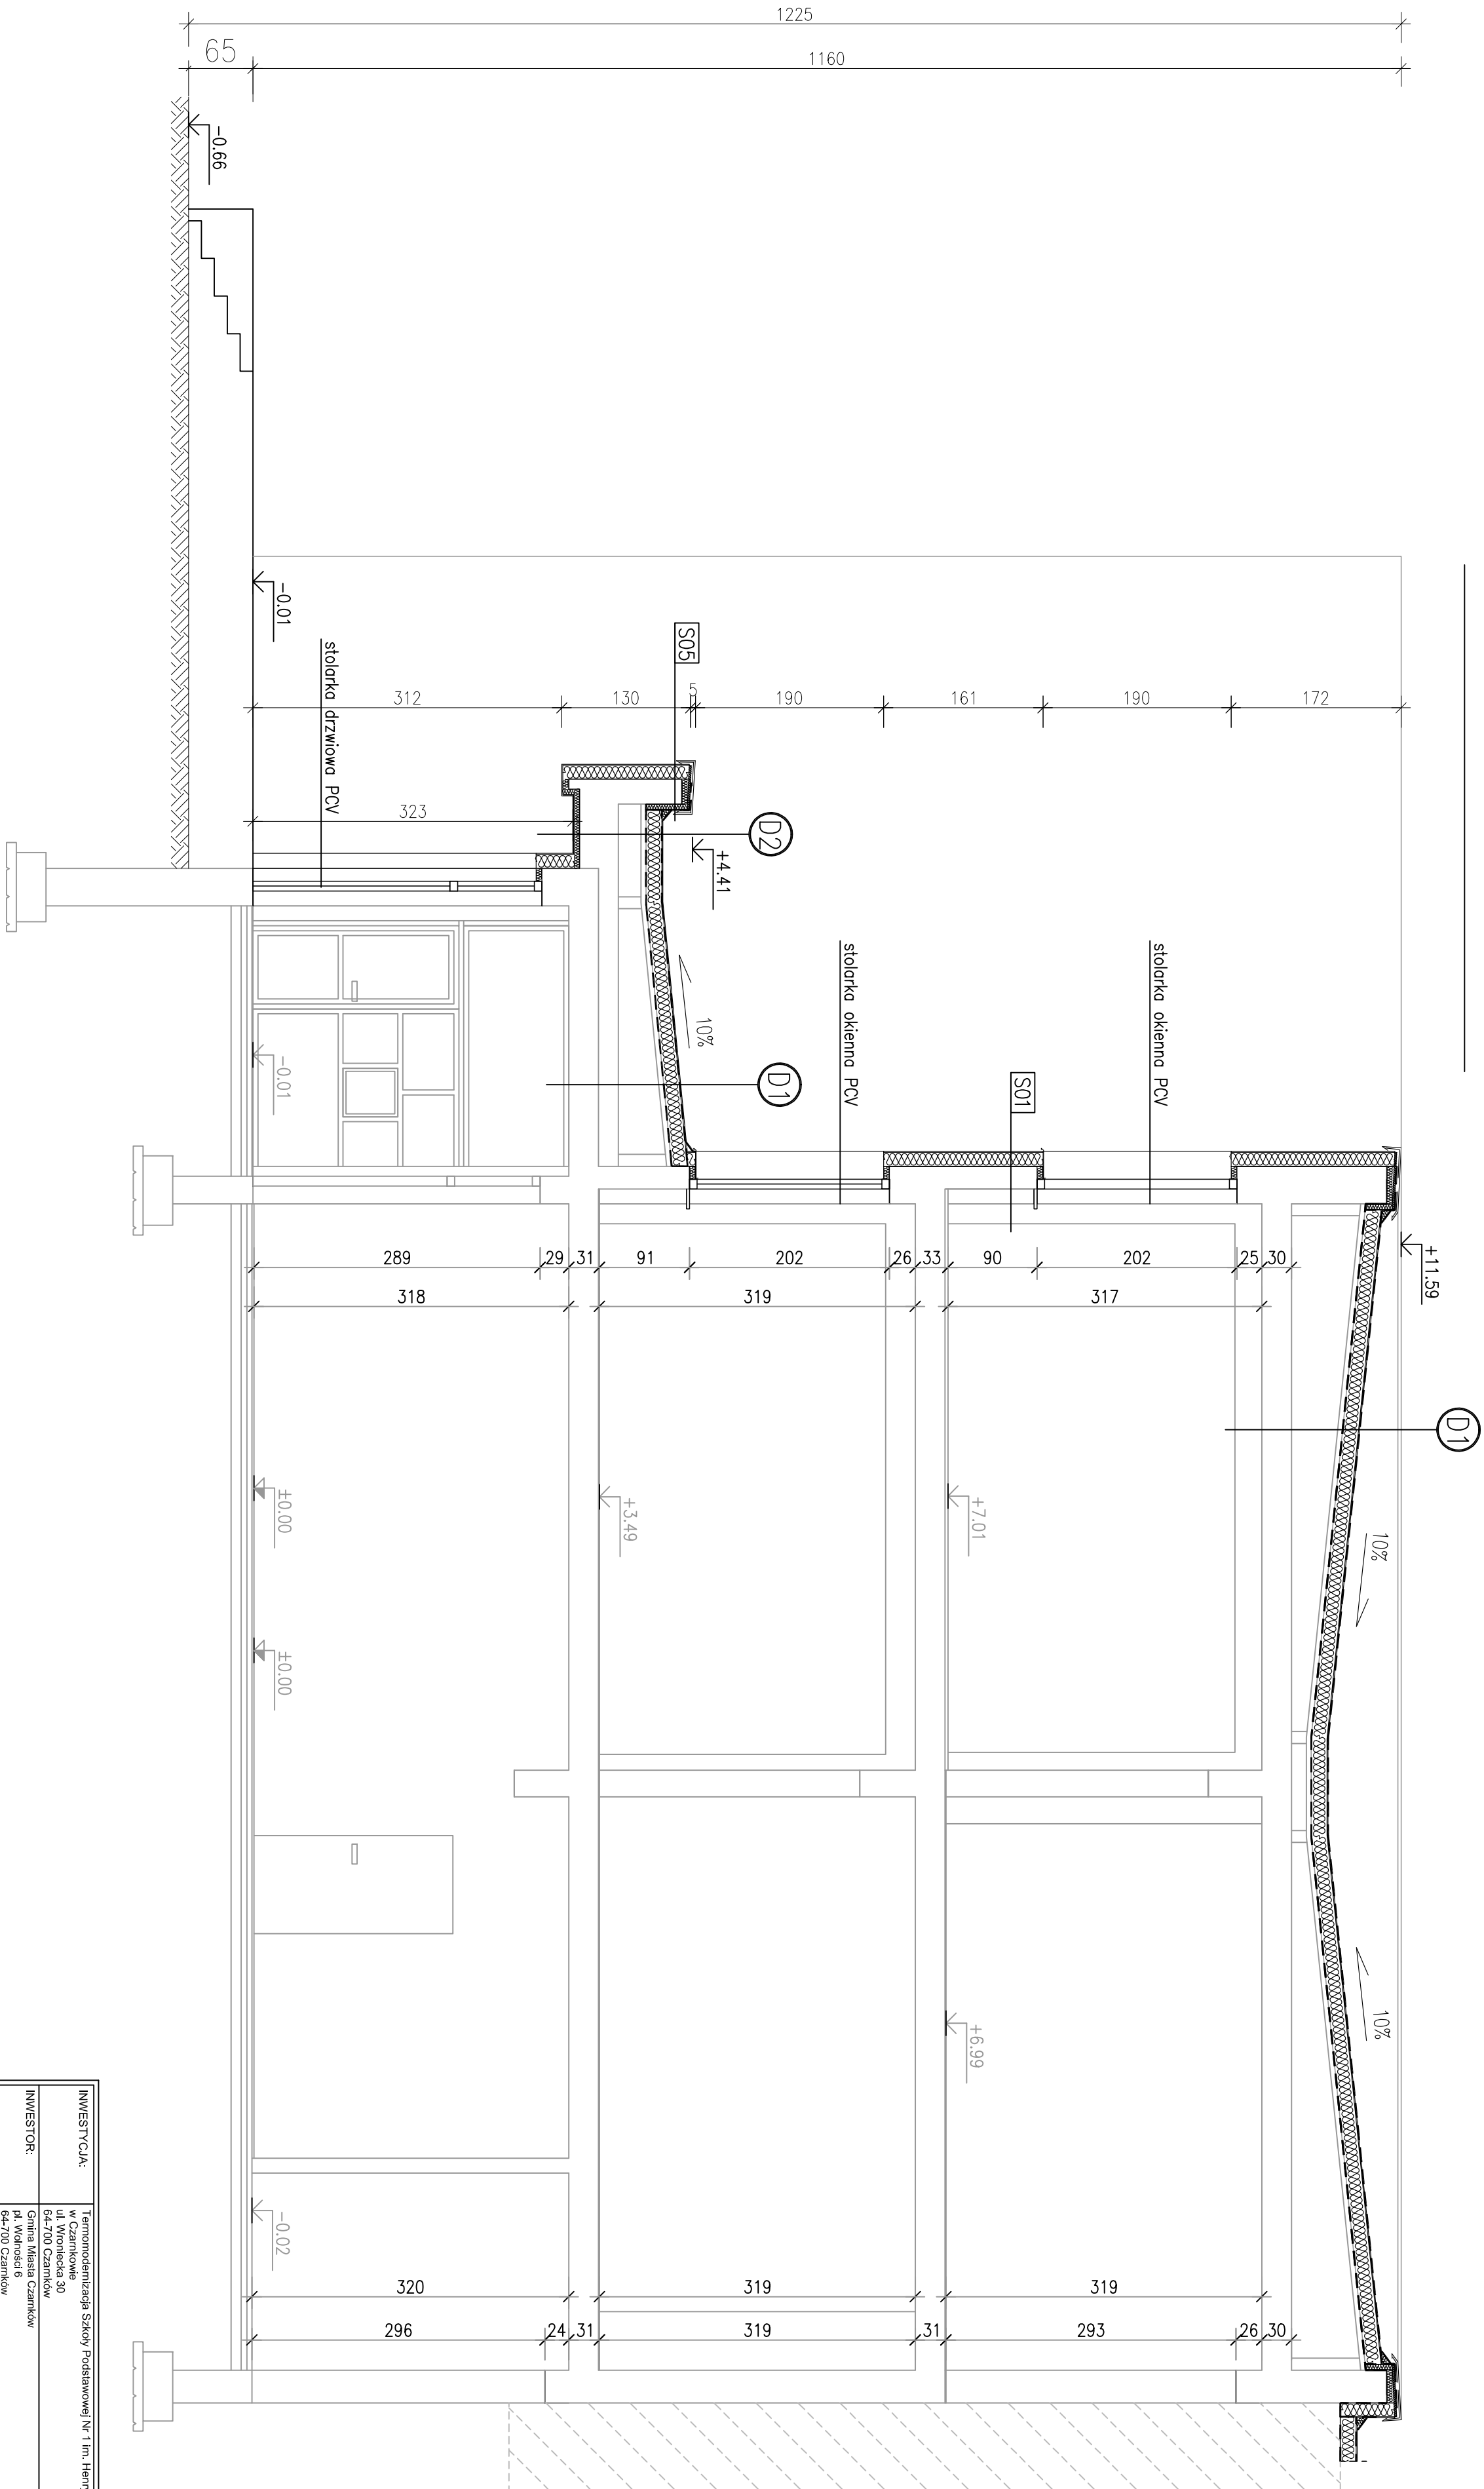 1225
65
1160
-0.66
-0.01
S05
312
130
5
190
161
190
172
stolarka drzwiowa PCV
323
D2
+4.41
10%
stolarka okienna PCV
stolarka okienna PCV
S01
D1
-0.01
+11.59
289
29
31
91
202
26
33
90
202
25
30
318
319
317
D1
±0.00
+3.49
+7.01
10%
±0.00
+6.99
10%
-0.02
320
319
319
296
24
31
319
31
293
26
30
INWESTYCJA:
Termomodernizacja Szkoły Podstawowej Nr 1 im. Henr
w Czarnkowie
ul. Wroniecka 30
64-700 Czarnków
INWESTOR:
Gmina Miasta Czarnków
pl. Wolności 6
64-700 Czarnków